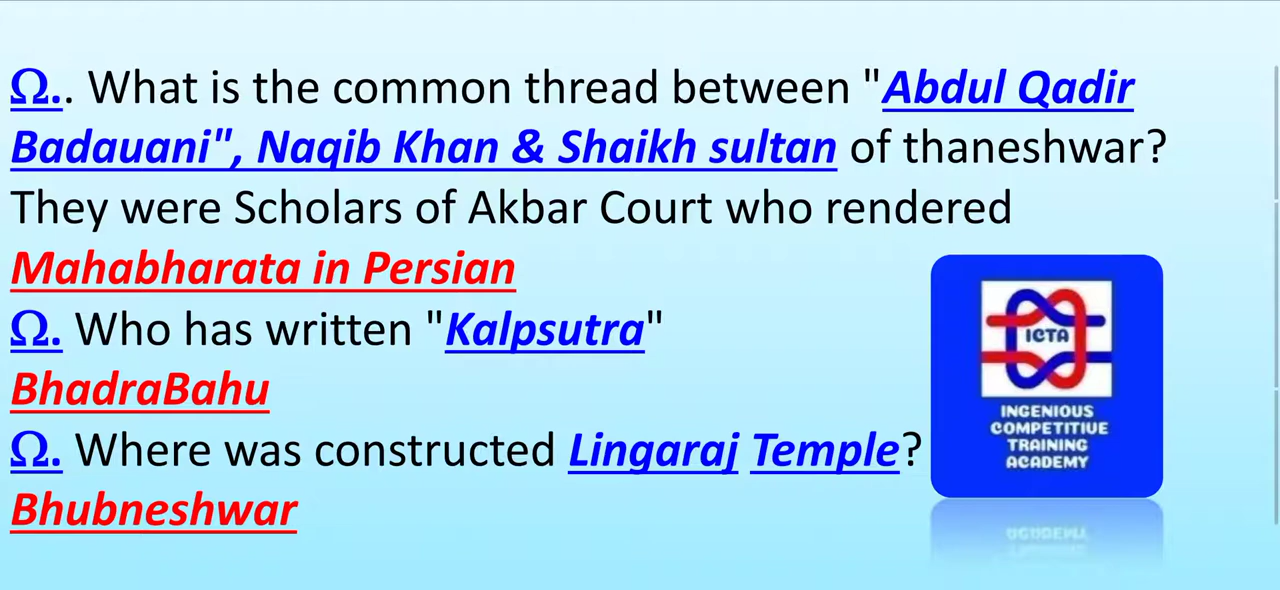 Ω.. What is the common thread between "Abdul Qadir
Badauani", Naqib Khan & Shaikh sultan of thaneshwar?
They were Scholars of Akbar Court who rendered
Mahabharata in Persian
Ω. Who has written "Kalpsutra"
BhadraBahu
Ω. Where was constructed Lingaraj Temple?
Bhubneshwar
ICTA
INGENIOUS
COMPETITIVE
TRAINING
ACADEMY